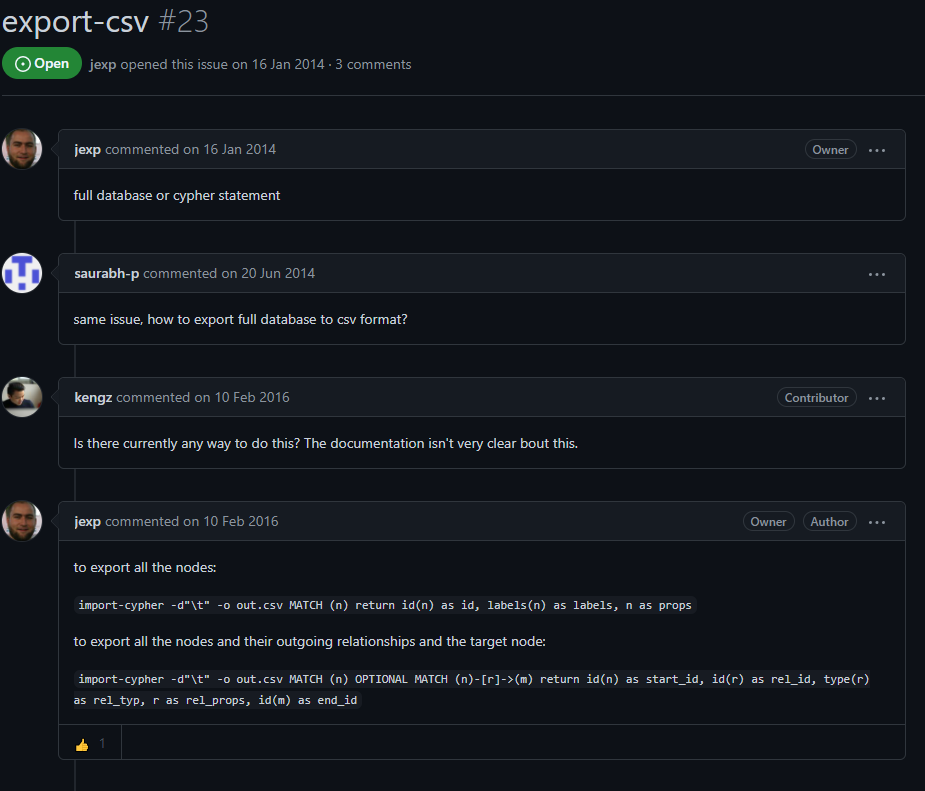 export-csv #23
Open jexp opened this issue on 16 Jan 2014 · 3 comments
jexp commented on 16 Jan 2014 Owner ...
full database or cypher statement
saurabh-p commented on 20 Jun 2014 ...
same issue, how to export full database to csv format?
kengz commented on 10 Feb 2016 Contributor ...
Is there currently any way to do this? The documentation isn't very clear bout this.
jexp commented on 10 Feb 2016 Owner Author ...
to export all the nodes:
import-cypher -d"\t" -o out.csv MATCH (n) return id(n) as id, labels(n) as labels, n as props
to export all the nodes and their outgoing relationships and the target node:
import-cypher -d"\t" -o out.csv MATCH (n) OPTIONAL MATCH (n)-[r]->(m) return id(n) as start_id, id(r) as rel_id, type(r)
as rel_typ, r as rel_props, id(m) as end_id
👍 1